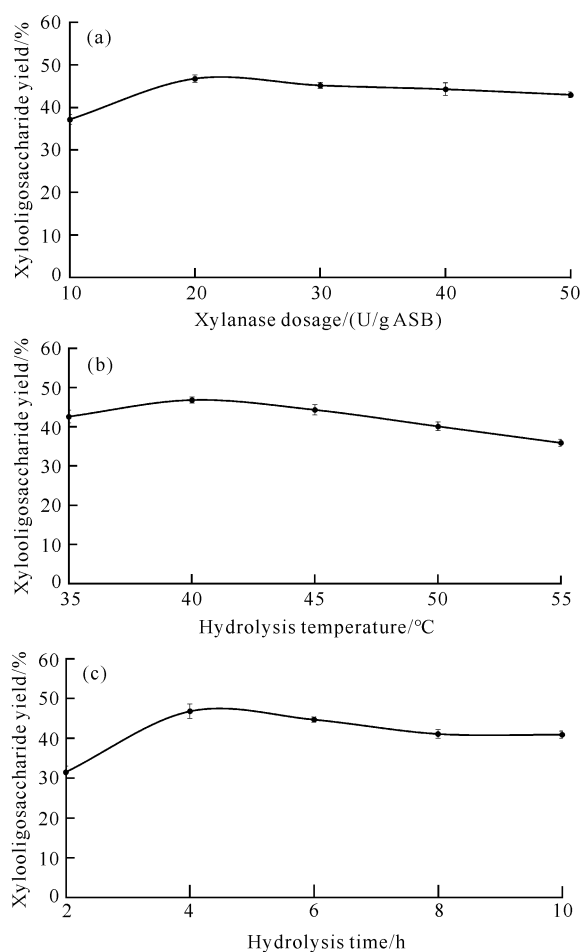 (a)
Xylooligosaccharide yield/%
60
50
40
30
20
10
0
10 20 30 40 50
Xylanase dosage/(U/g ASB)
(b)
Xylooligosaccharide yield/%
60
50
40
30
20
10
0
35 40 45 50 55
Hydrolysis temperature/℃
(c)
Xylooligosaccharide yield/%
60
50
40
30
20
10
0
2 4 6 8 10
Hydrolysis time/h